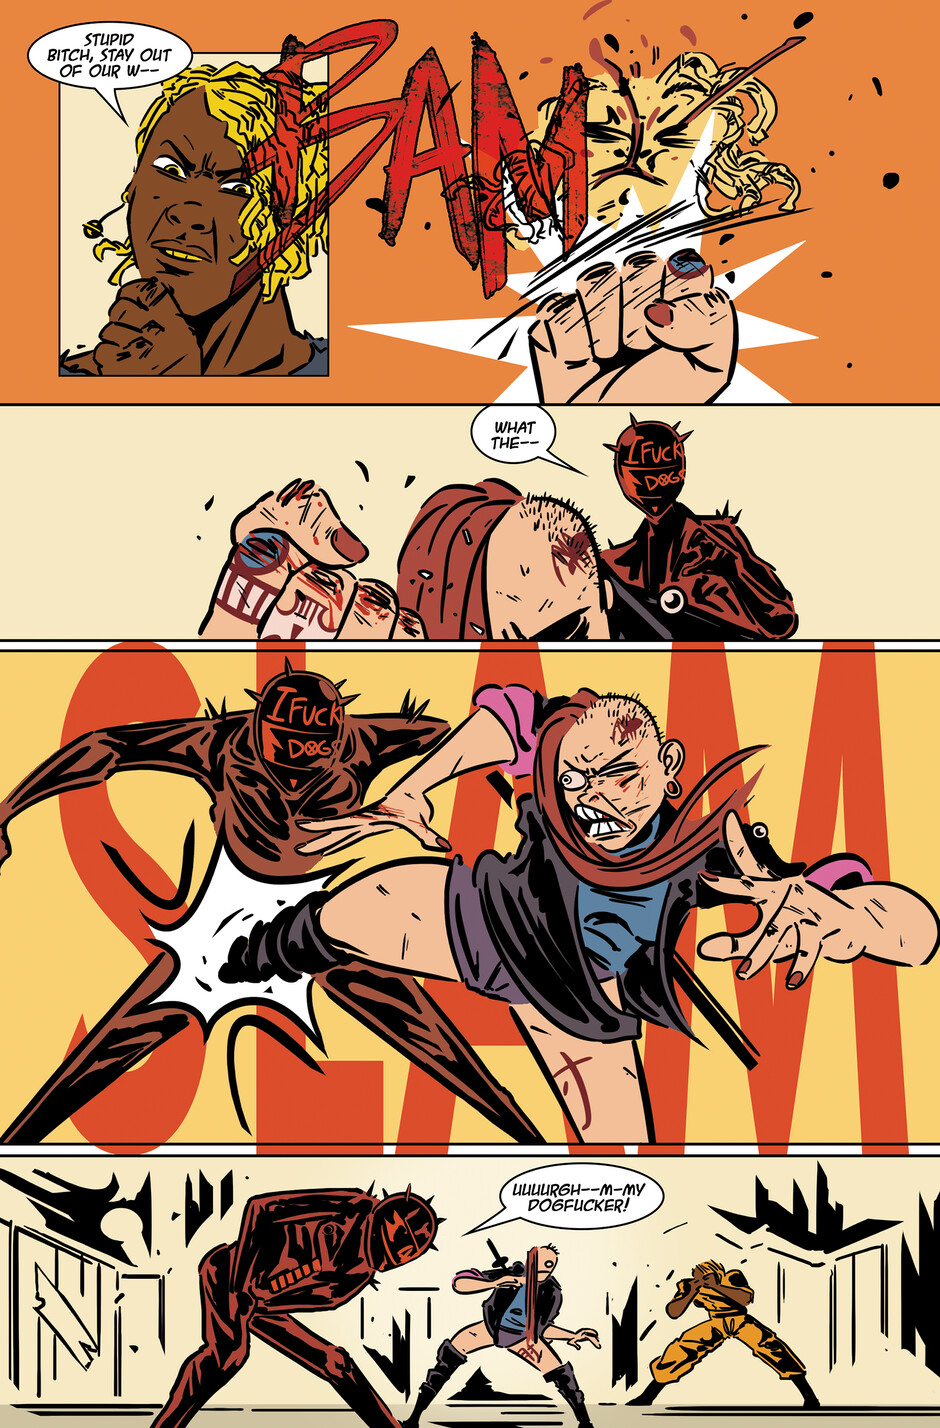 STUPID
BITCH, STAY OUT
OF OUR W--
BAM
WHAT
THE--
I FUCK
DOGS
SLAM
I FUCK
DOGS
UUUURGH--M-MY
DOGFUCKER!